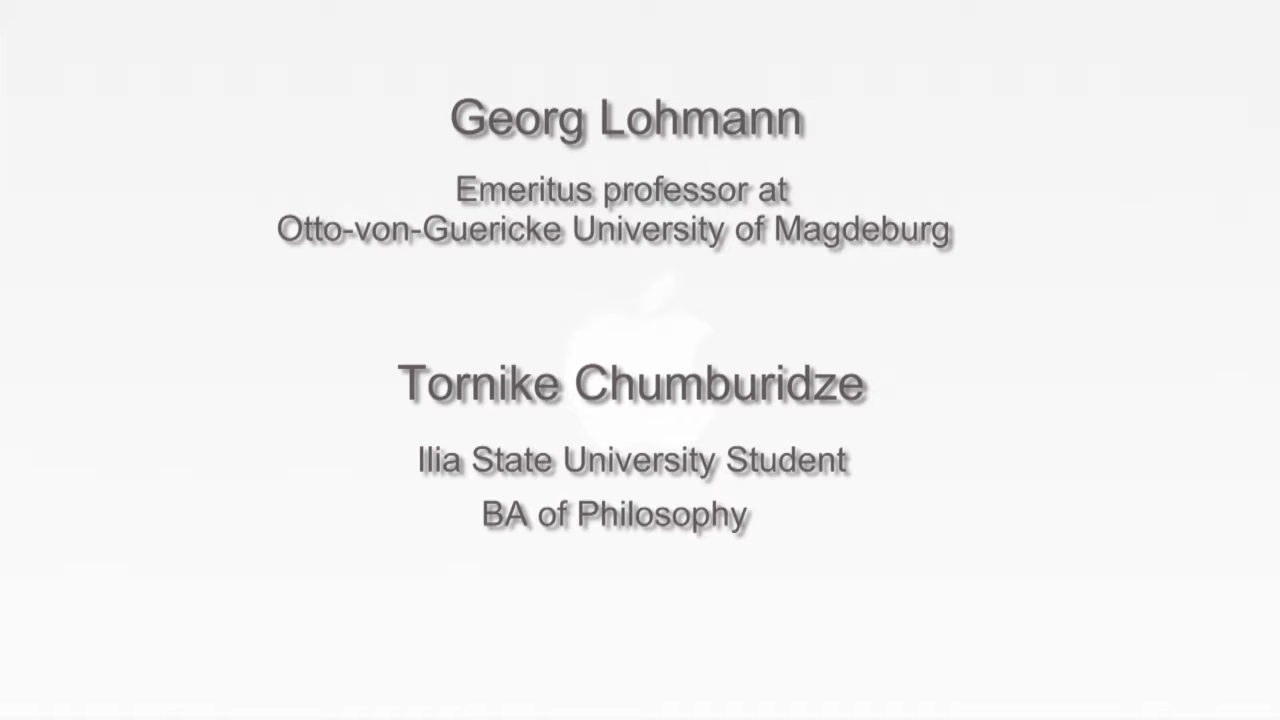 Georg Lohmann
Emeritus professor at
Otto-von-Guericke University of Magdeburg
Tornike Chumburidze
Ilia State University Student
BA of Philosophy